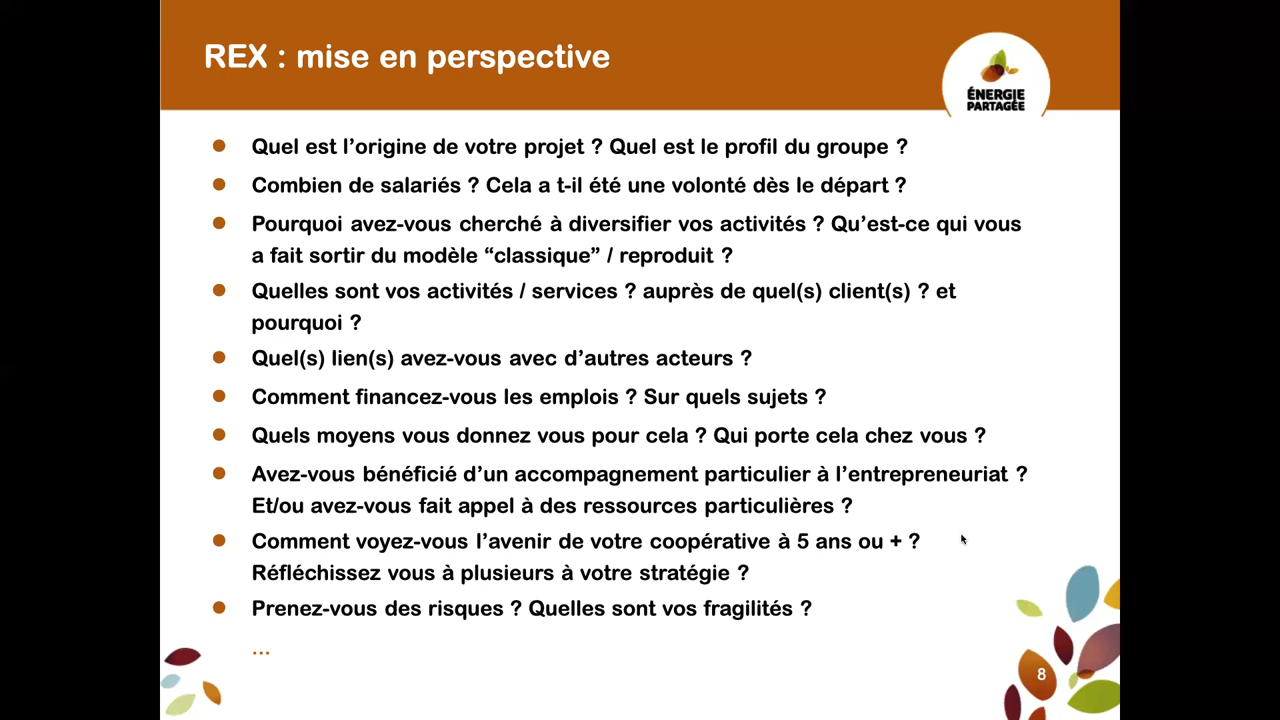 REX : mise en perspective
ÉNERGIE
PARTAGÉE
Quel est l’origine de votre projet ? Quel est le profil du groupe ?
Combien de salariés ? Cela a t-il été une volonté dès le départ ?
Pourquoi avez-vous cherché à diversifier vos activités ? Qu’est-ce qui vous
a fait sortir du modèle “classique” / reproduit ?
Quelles sont vos activités / services ? auprès de quel(s) client(s) ? et
pourquoi ?
Quel(s) lien(s) avez-vous avec d’autres acteurs ?
Comment financez-vous les emplois ? Sur quels sujets ?
Quels moyens vous donnez vous pour cela ? Qui porte cela chez vous ?
Avez-vous bénéficié d’un accompagnement particulier à l’entrepreneuriat ?
Et/ou avez-vous fait appel à des ressources particulières ?
Comment voyez-vous l’avenir de votre coopérative à 5 ans ou + ?
Réfléchissez vous à plusieurs à votre stratégie ?
Prenez-vous des risques ? Quelles sont vos fragilités ?
...
8